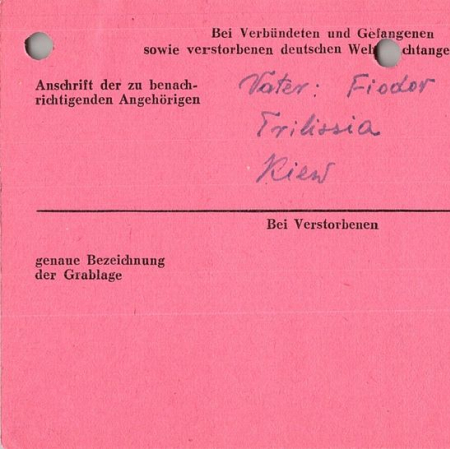 Bei Verbündeten und Gefangenen
sowie verstorbenen deutschen
Anschrift der zu benach-
richtigenden Angehörigen
Vater: Fiodor
Trilissia
Kiew
Bei Verstorbenen
genaue Bezeichnung
der Grablage